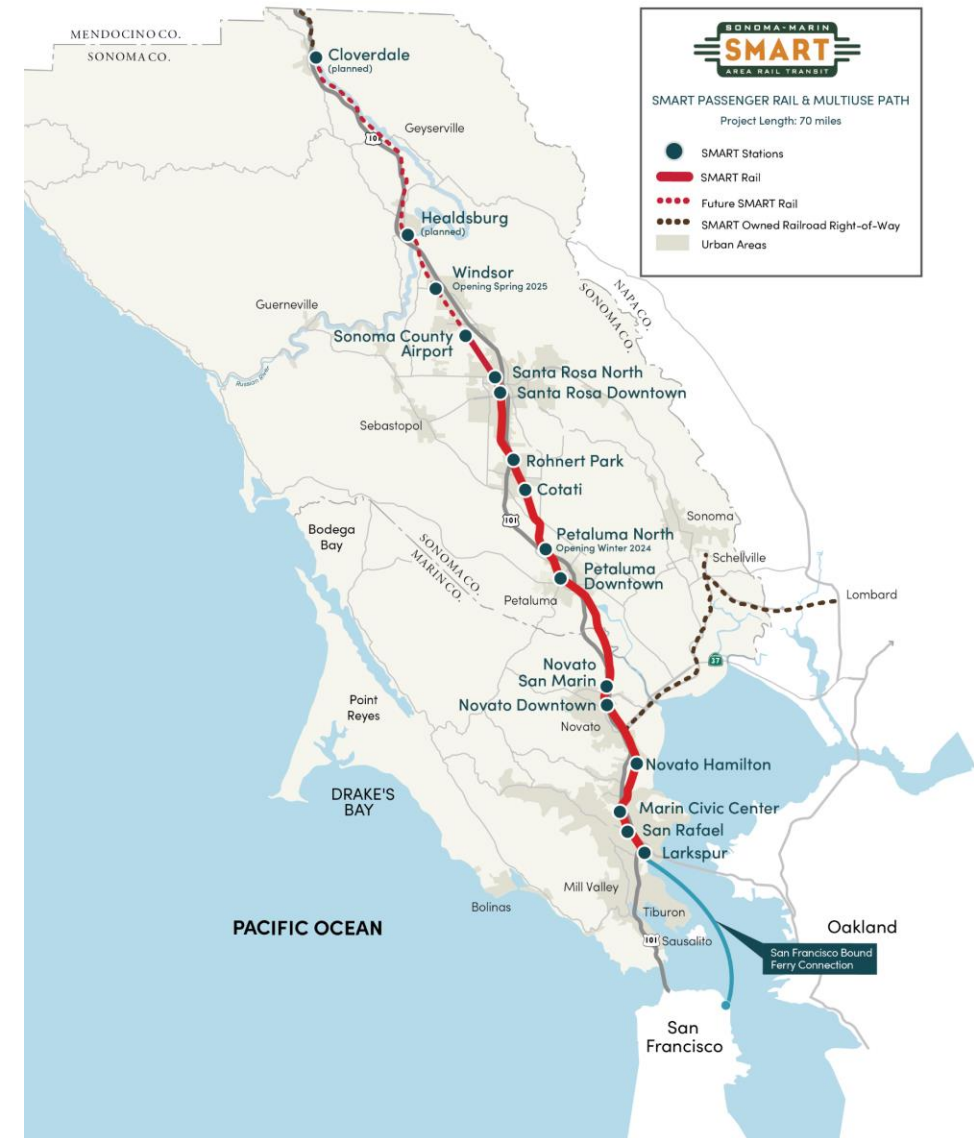 MENDOCINO CO.
SONOMA CO.
Cloverdale
(planned)
Geyserville
101
Healdsburg
(planned)
Windsor
Opening Spring 2025
Guerneville
Sonoma County
Airport
Russian River
Santa Rosa North
Santa Rosa Downtown
Sebastopol
Rohnert Park
Cotati
101
Bodega
Bay
SONOMA CO.
MARIN CO.
Petaluma North
Opening Winter 2024
Petaluma
Downtown
Petaluma
Sonoma
Schellville
Lombard
37
NAPA CO.
SONOMA CO.
Novato
San Marin
Novato Downtown
Novato
Point
Reyes
Novato Hamilton
DRAKE'S
BAY
Marin Civic Center
San Rafael
Larkspur
Mill Valley
Bolinas
Tiburon
PACIFIC OCEAN
101
Sausalito
Oakland
San Francisco Bound
Ferry Connection
San
Francisco
SONOMA-MARIN
SMART
AREA RAIL TRANSIT
SMART PASSENGER RAIL & MULTIUSE PATH
Project Length: 70 miles
SMART Stations
SMART Rail
Future SMART Rail
SMART Owned Railroad Right-of-Way
Urban Areas